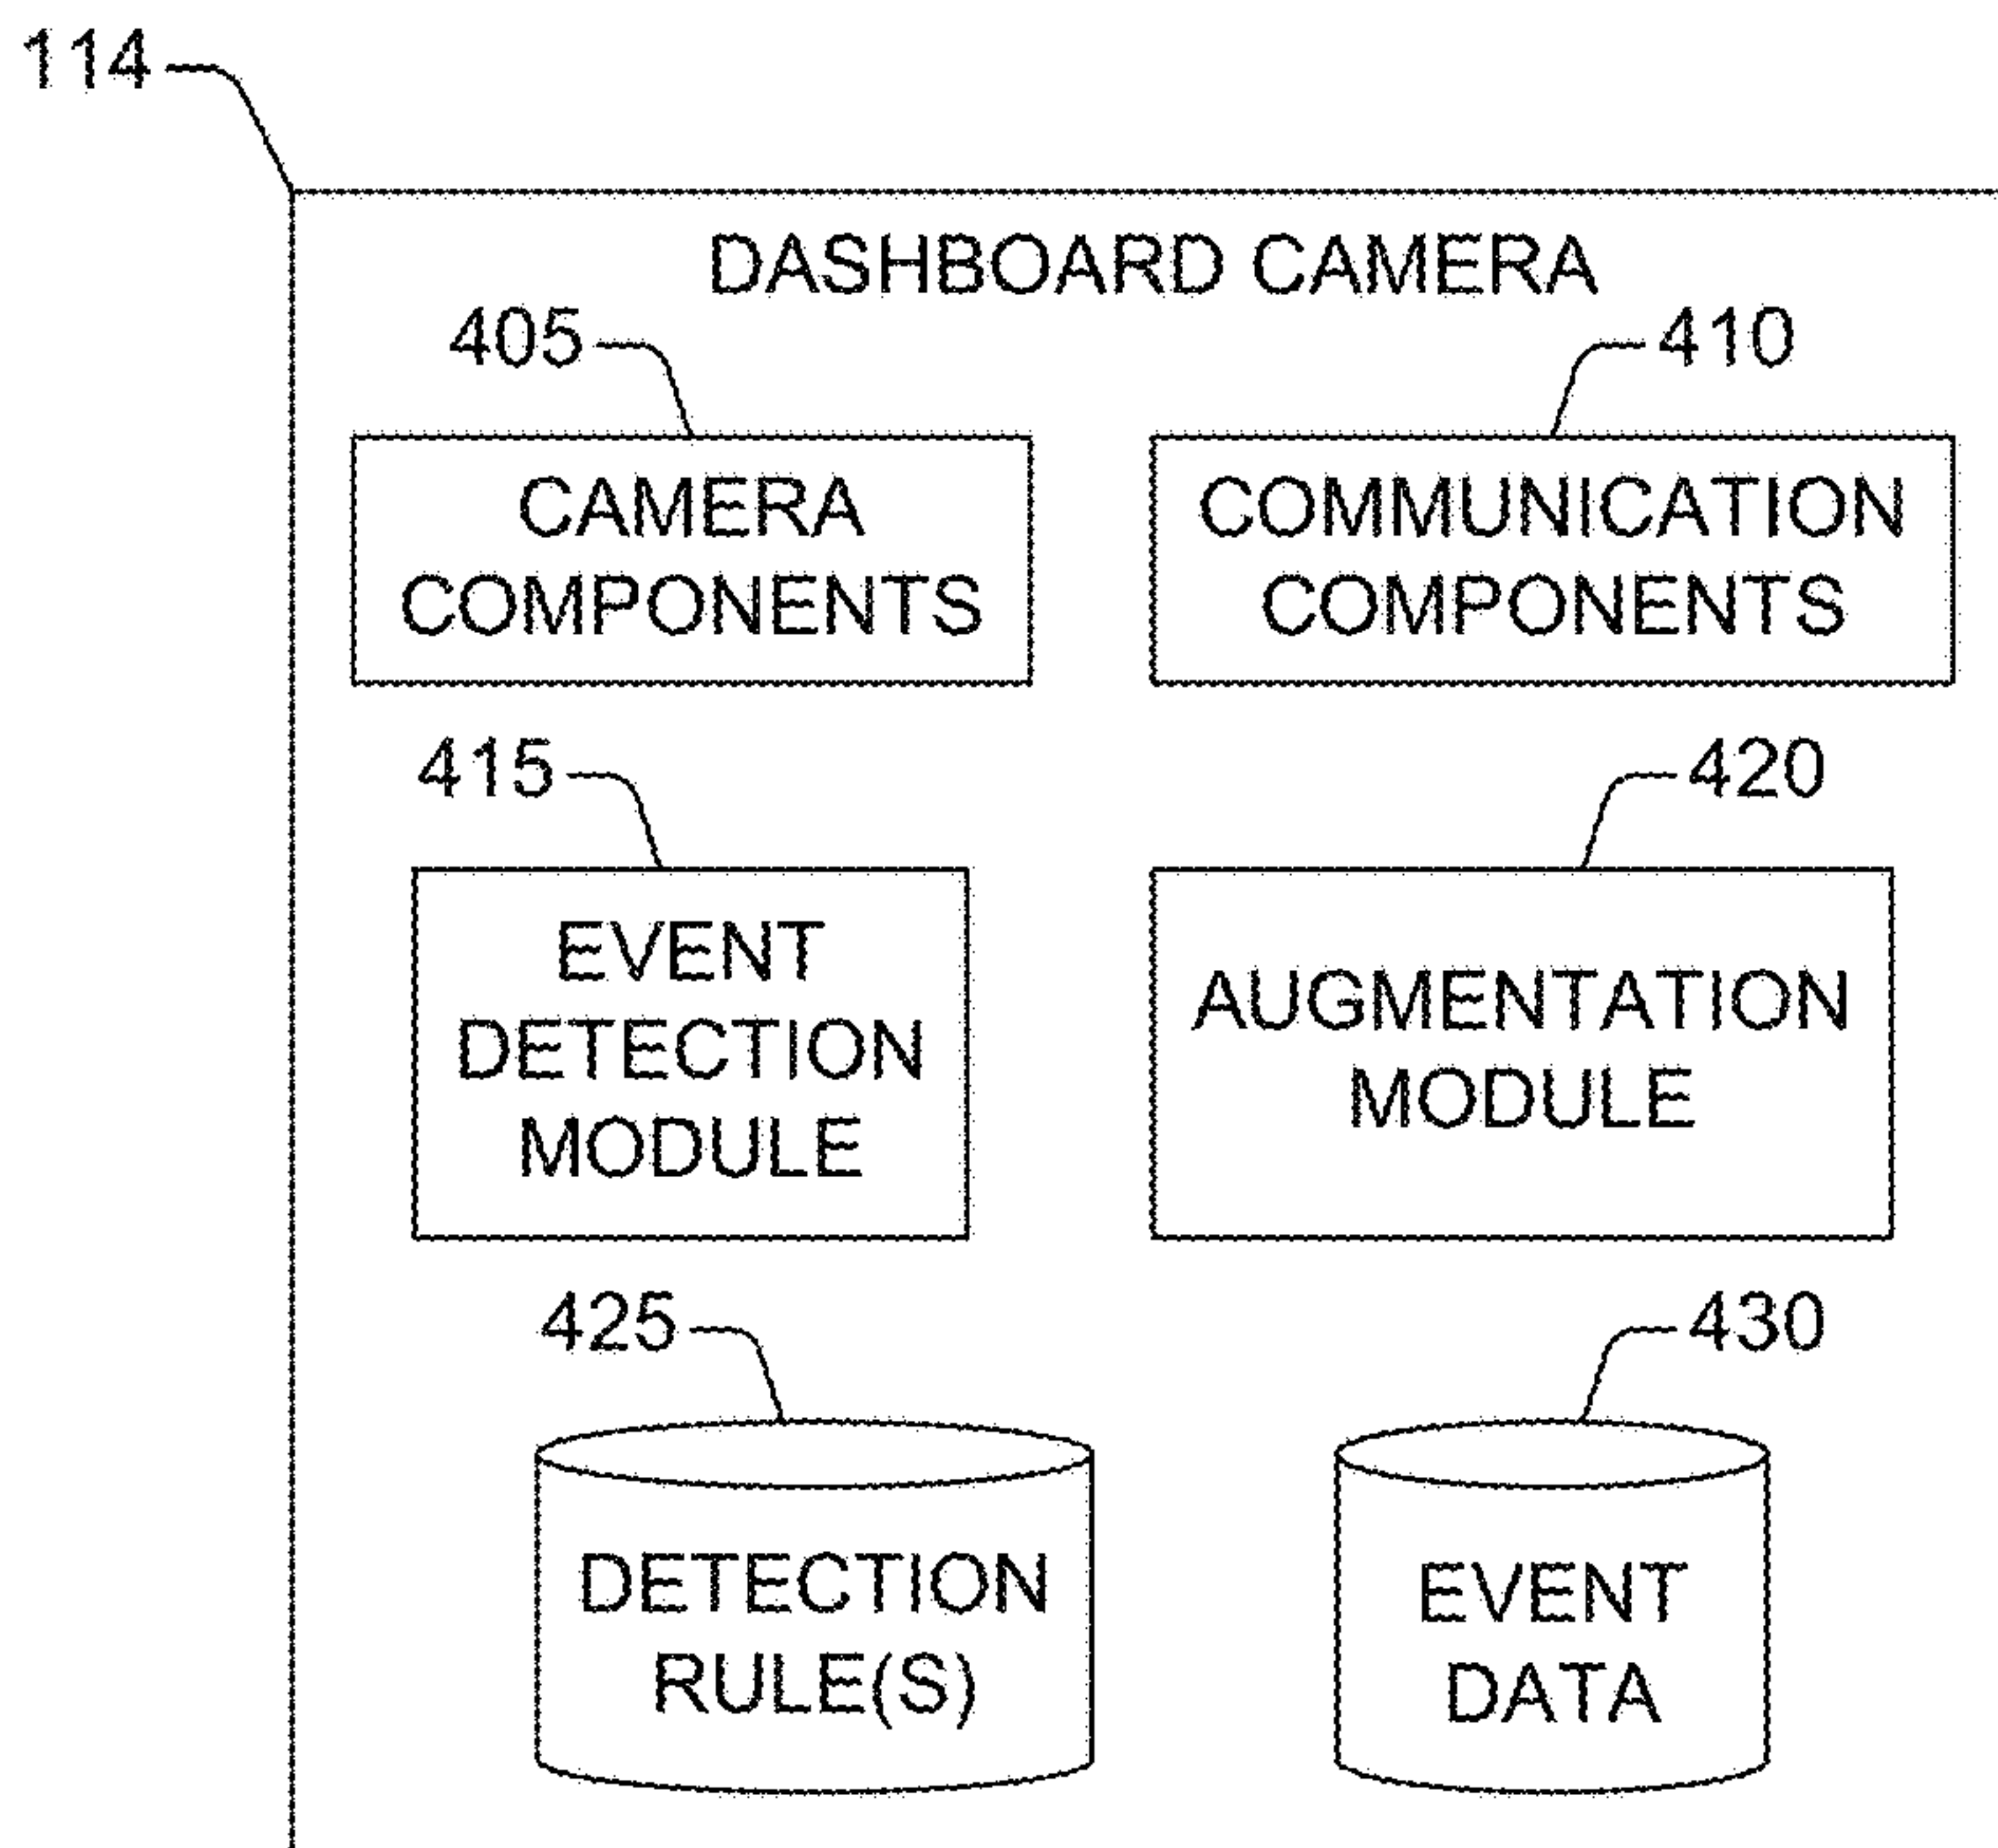 114
DASHBOARD CAMERA
405
410
CAMERA
COMPONENTS
COMMUNICATION
COMPONENTS
415
420
EVENT
DETECTION
MODULE
AUGMENTATION
MODULE
425
430
DETECTION
RULE(S)
EVENT
DATA